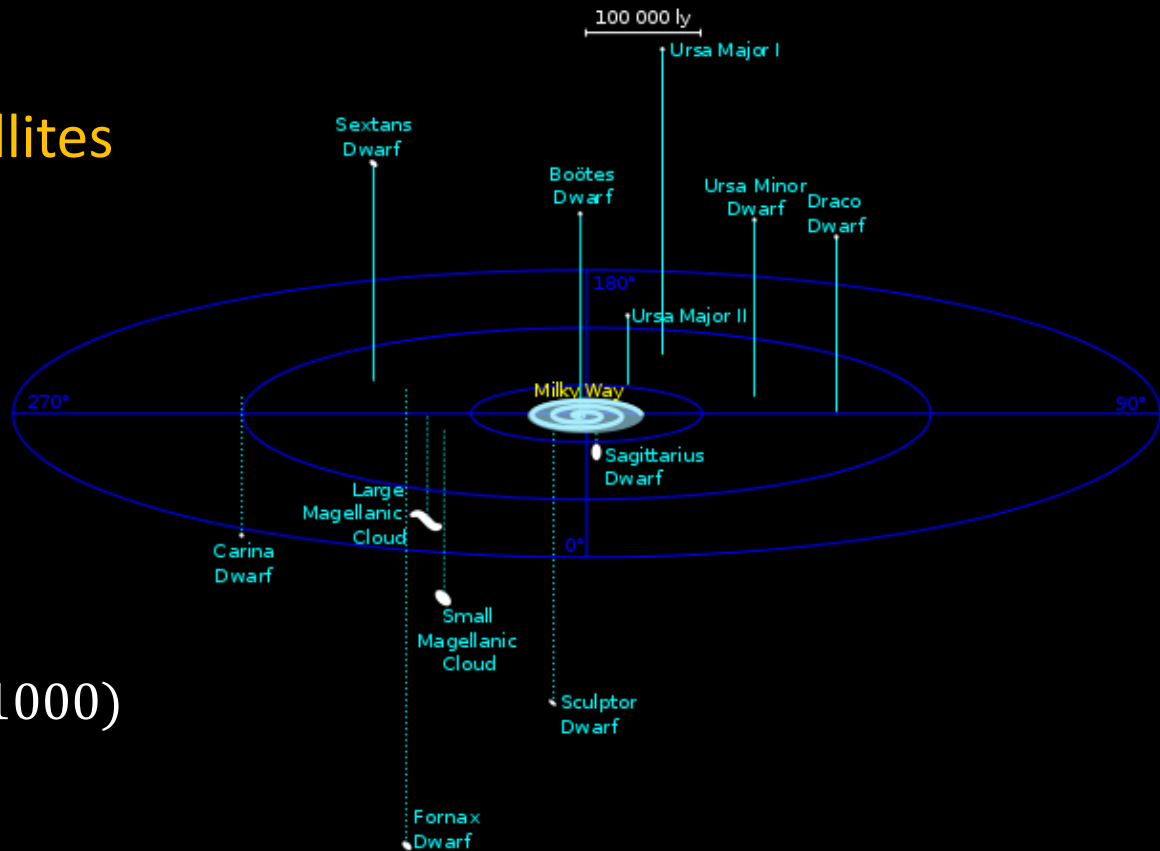 100 000 ly
Ursa Major I
llites
Sextans
Dwarf
Boötes
Dwarf
Ursa Minor
Dwarf
Draco
Dwarf
180°
Ursa Major II
Milky Way
270°
90°
Sagittarius
Dwarf
Large
Magellanic
Cloud
0°
Carina
Dwarf
Small
Magellanic
Cloud
1000)
Sculptor
Dwarf
Fornax
Dwarf